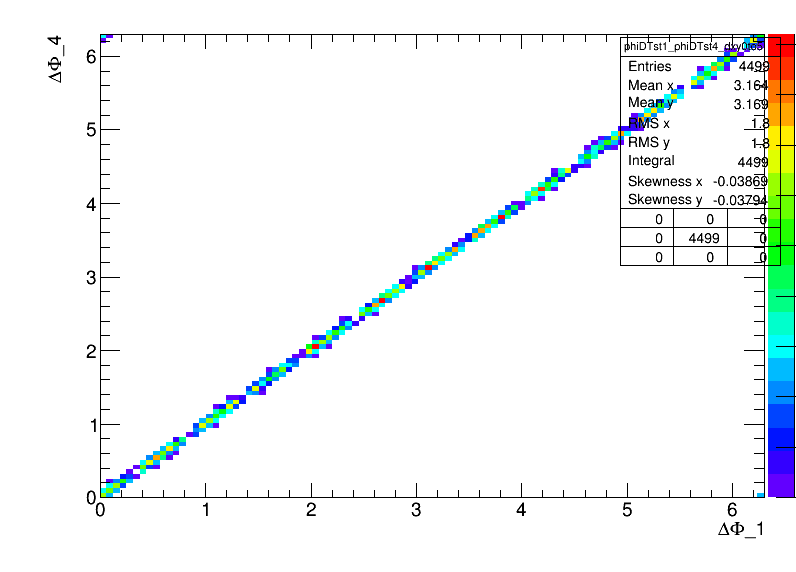 ΔΦ_4
phiDTst1_phiDTst4_dxy0to5
Entries 4499
Mean x 3.164
Mean y 3.169
RMS x 1.8
RMS y 1.8
Integral 4499
Skewness x -0.03869
Skewness y -0.03794
0 0 0
0 4499 0
0 0 0
6
5
4
3
2
1
0
0 1 2 3 4 5 6
ΔΦ_1